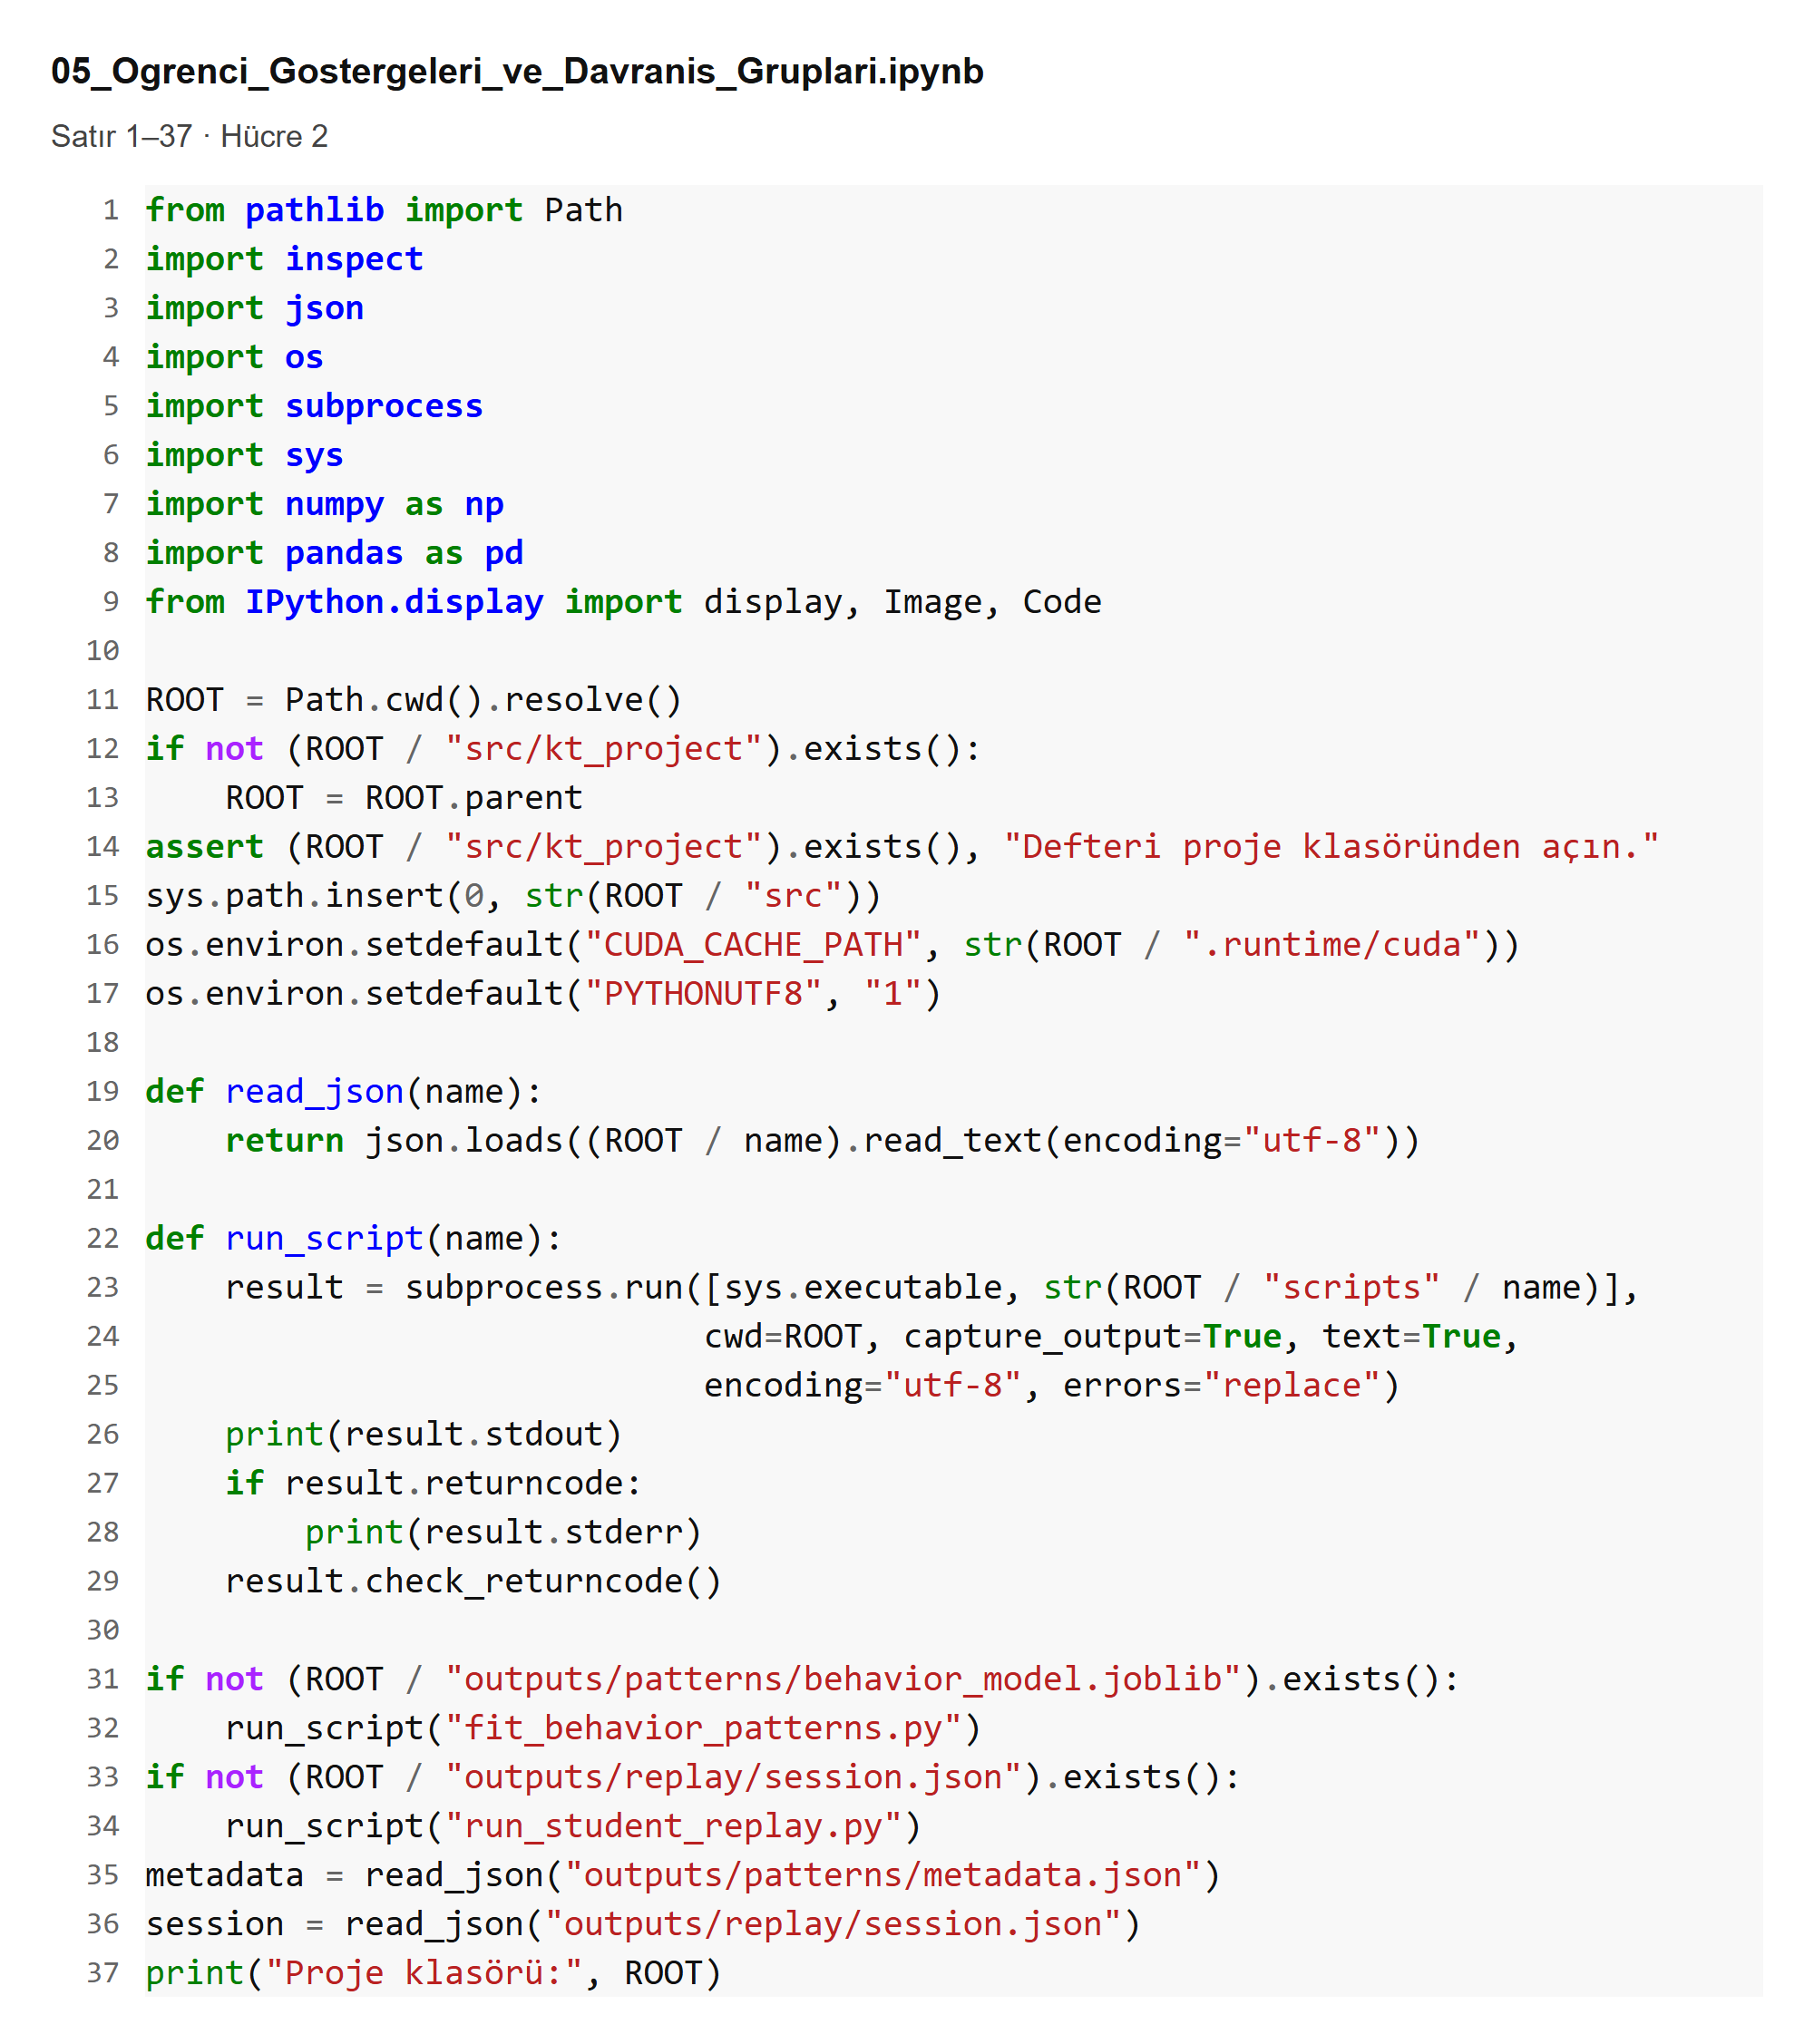 05_Ogrenci_Gostergeleri_ve_Davranis_Gruplari.ipynb
Satır 1–37 · Hücre 2
1 from pathlib import Path
2 import inspect
3 import json
4 import os
5 import subprocess
6 import sys
7 import numpy as np
8 import pandas as pd
9 from IPython.display import display, Image, Code
10
11 ROOT = Path.cwd().resolve()
12 if not (ROOT / "src/kt_project").exists():
13     ROOT = ROOT.parent
14 assert (ROOT / "src/kt_project").exists(), "Defteri proje klasöründen açın."
15 sys.path.insert(0, str(ROOT / "src"))
16 os.environ.setdefault("CUDA_CACHE_PATH", str(ROOT / ".runtime/cuda"))
17 os.environ.setdefault("PYTHONUTF8", "1")
18
19 def read_json(name):
20     return json.loads((ROOT / name).read_text(encoding="utf-8"))
21
22 def run_script(name):
23     result = subprocess.run([sys.executable, str(ROOT / "scripts" / name)],
24                             cwd=ROOT, capture_output=True, text=True,
25                             encoding="utf-8", errors="replace")
26     print(result.stdout)
27     if result.returncode:
28         print(result.stderr)
29     result.check_returncode()
30
31 if not (ROOT / "outputs/patterns/behavior_model.joblib").exists():
32     run_script("fit_behavior_patterns.py")
33 if not (ROOT / "outputs/replay/session.json").exists():
34     run_script("run_student_replay.py")
35 metadata = read_json("outputs/patterns/metadata.json")
36 session = read_json("outputs/replay/session.json")
37 print("Proje klasörü:", ROOT)